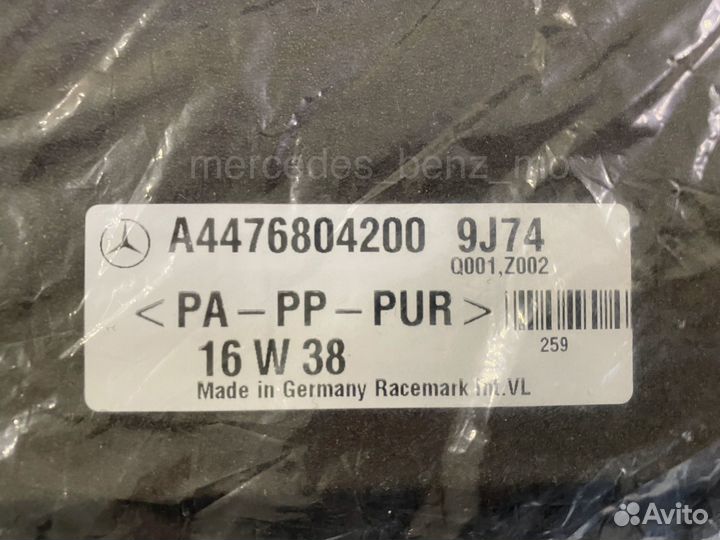 mercedes_benz_mo
A4476804200 9J74
Q001,Z002
<PA-PP-PUR>
259
16 W 38
Made in Germany Racemark Int.VL
Avito